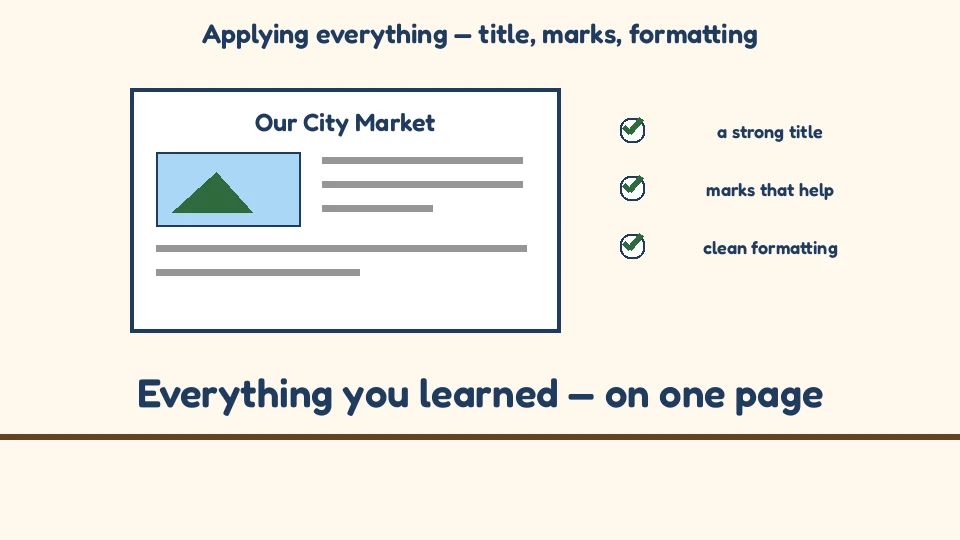 Applying everything — title, marks, formatting
Our City Market
a strong title
marks that help
clean formatting
Everything you learned — on one page